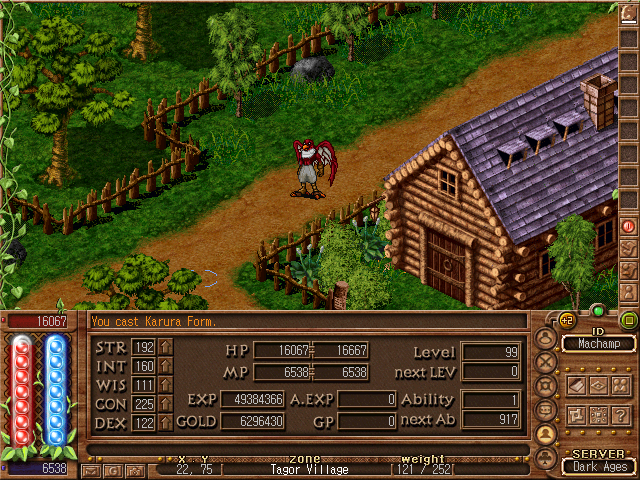 16067
You cast Karura Form.
+2
ID
Machamp
STR 192
INT 160
WIS 111
CON 225
DEX 122
HP 16067 16667
MP 6538 6538
EXP 49384366 A.EXP 0
GOLD 6296430 GP 0
Level 99
next LEV 0
Ability 1
next Ab 917
6538
x . y zone weight
22, 75 Tagor Village 121 / 252
G
?
SERVER
Dark Ages